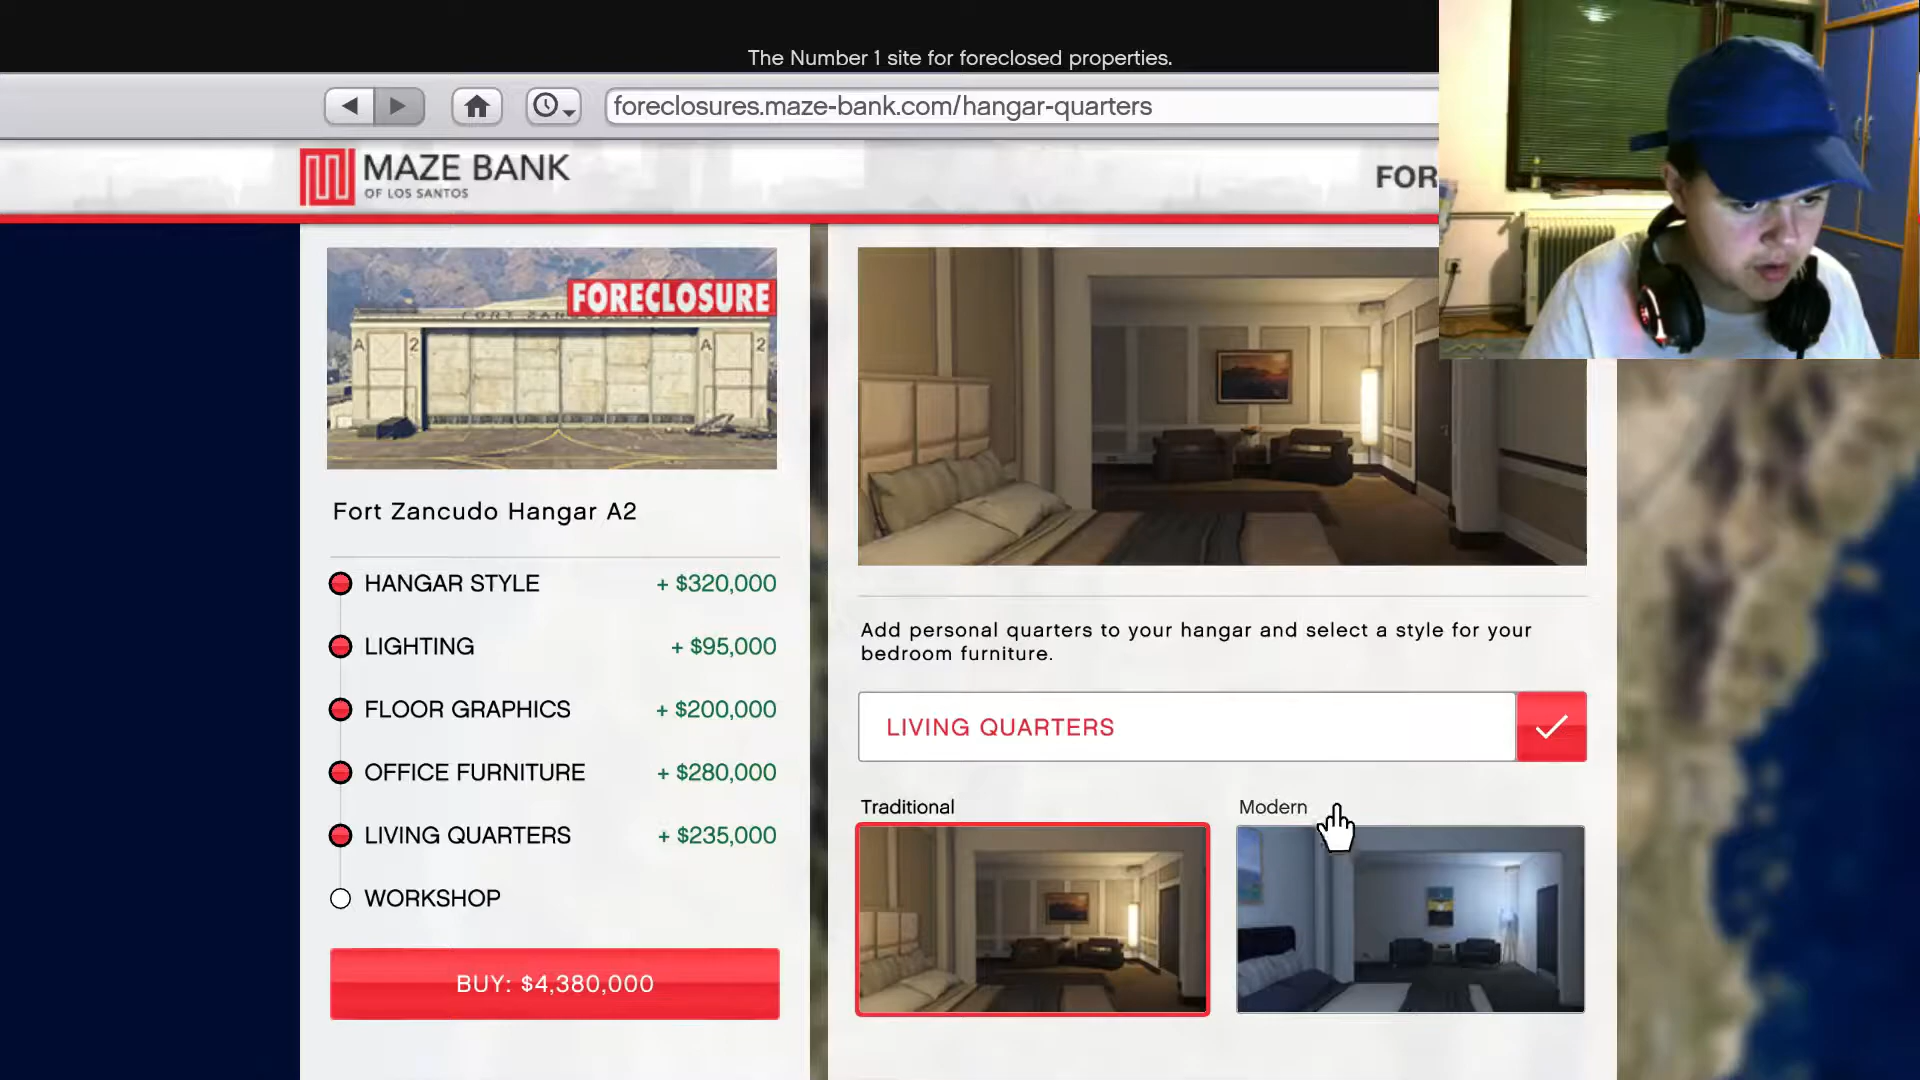 The Number 1 site for foreclosed properties.
foreclosures.maze-bank.com/hangar-quarters
MAZE BANK
OF LOS SANTOS
FOR
FORECLOSURE
A 2 A 2
Fort Zancudo Hangar A2
HANGAR STYLE + $320,000
LIGHTING + $95,000
FLOOR GRAPHICS + $200,000
OFFICE FURNITURE + $280,000
LIVING QUARTERS + $235,000
WORKSHOP
BUY: $4,380,000
Add personal quarters to your hangar and select a style for your
bedroom furniture.
LIVING QUARTERS
Traditional
Modern